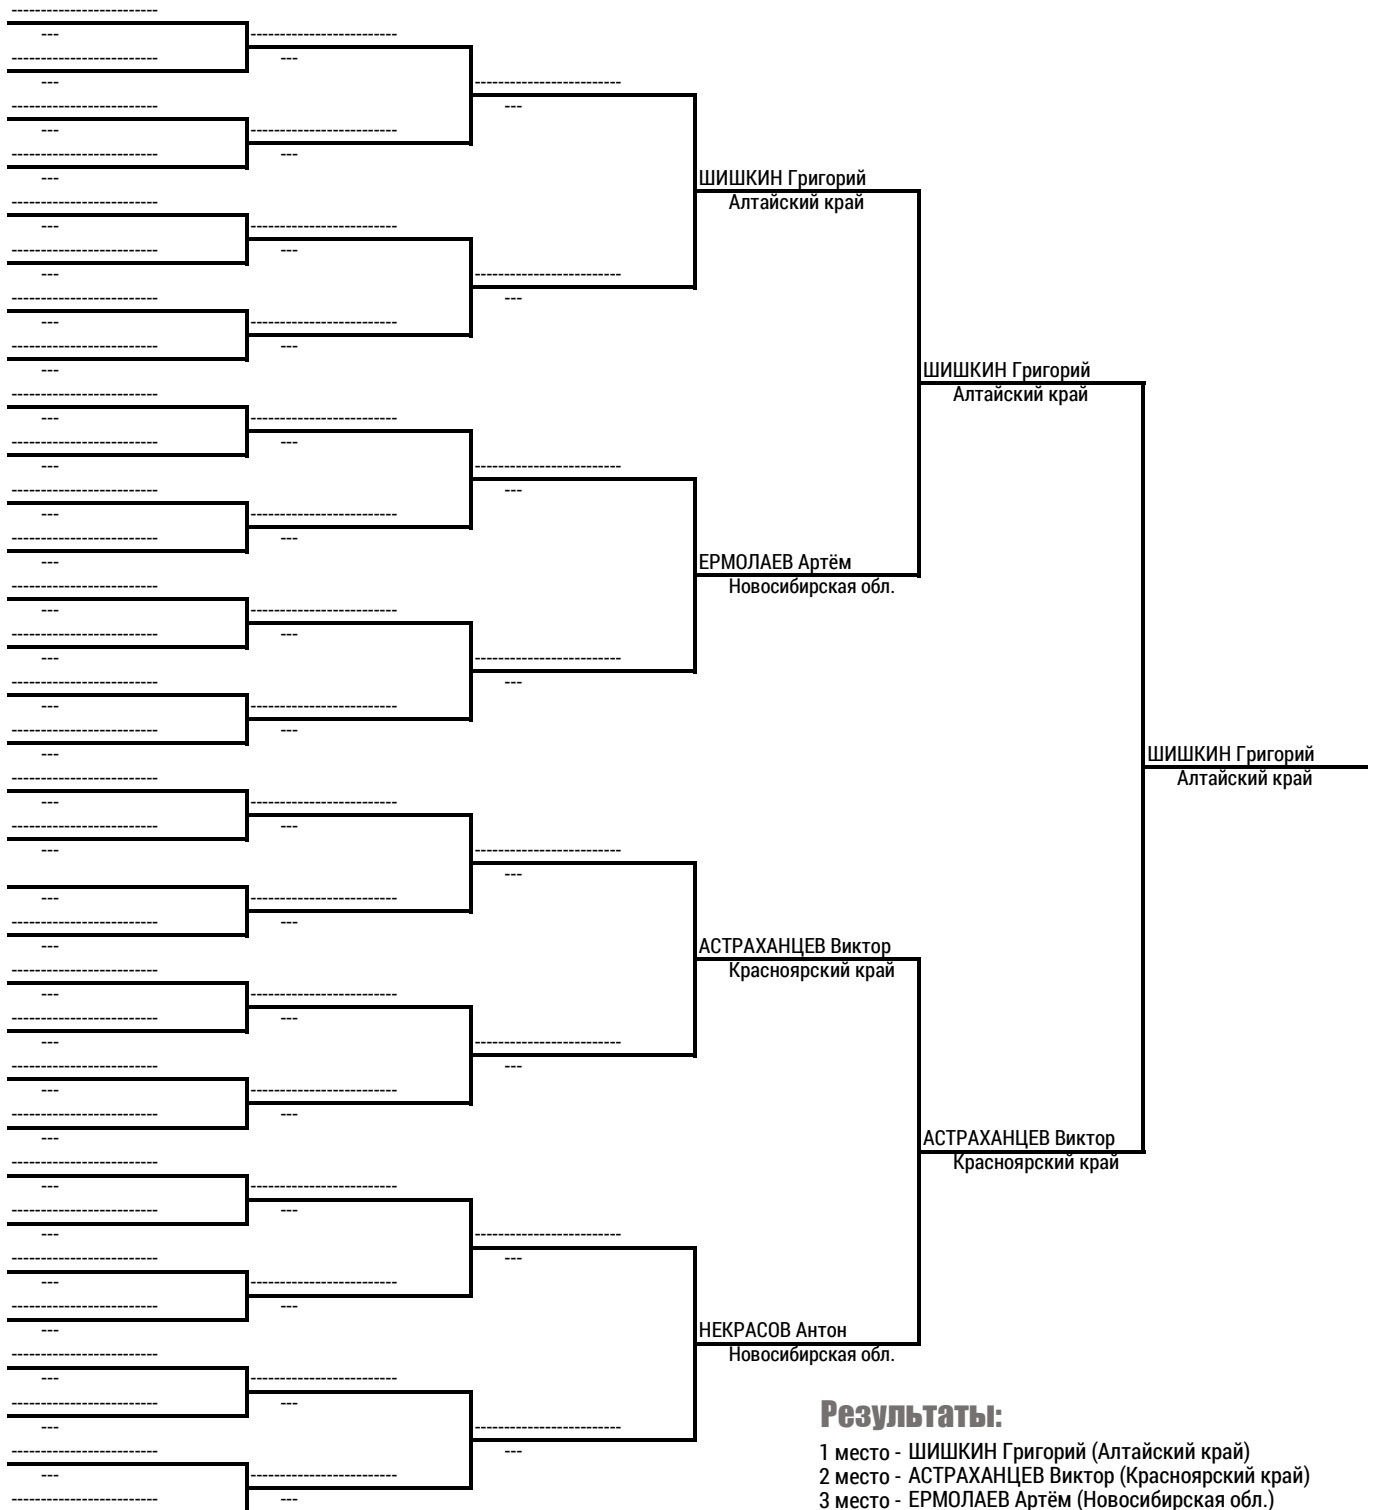 ШИШКИН Григорий
Алтайский край
ШИШКИН Григорий
Алтайский край
ЕРМОЛАЕВ Артём
Новосибирская обл.
ШИШКИН Григорий
Алтайский край
АСТРАХАНЦЕВ Виктор
Красноярский край
АСТРАХАНЦЕВ Виктор
Красноярский край
НЕКРАСОВ Антон
Новосибирская обл.
Результаты:
1 место - ШИШКИН Григорий (Алтайский край)
2 место - АСТРАХАНЦЕВ Виктор (Красноярский край)
3 место - ЕРМОЛАЕВ Артём (Новосибирская обл.)